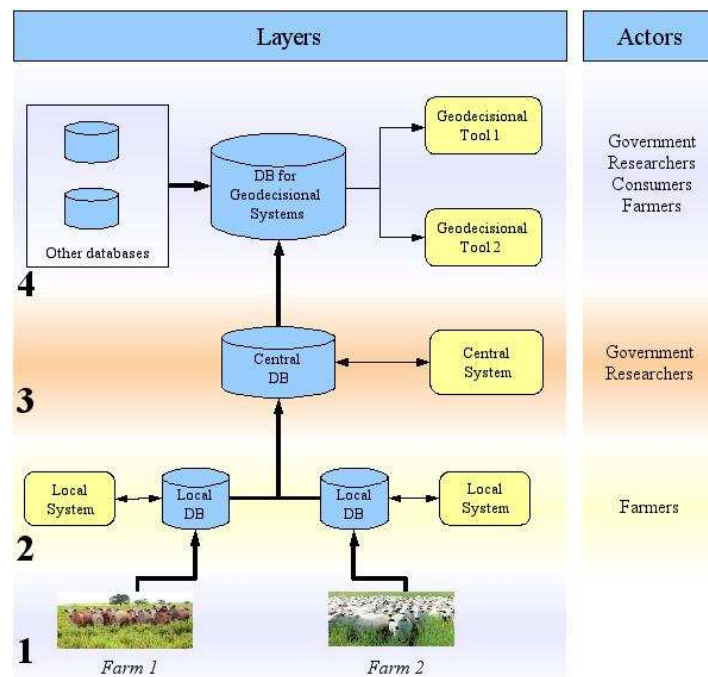 Layers
Actors
Other databases
DB for
Geodecisional
Systems
Geodecisional
Tool 1
Geodecisional
Tool 2
Government
Researchers
Consumers
Farmers
4
Central
DB
Central
System
Government
Researchers
3
Local
System
Local
DB
Local
DB
Local
System
Farmers
2
1
Farm 1
Farm 2